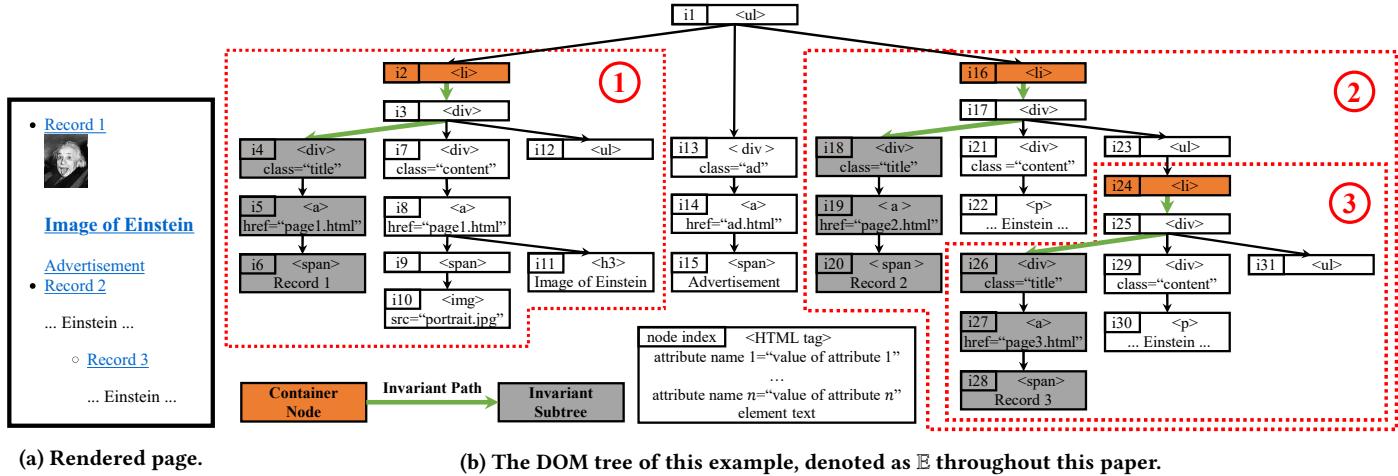 Record 1
Image of Einstein
Advertisement
Record 2
... Einstein ...
Record 3
... Einstein ...
(a) Rendered page.
i1 <ul>
1
i2 <li>
i3 <div>
i4 <div>
class=“title”
i5 <a>
href=“page1.html”
i6 <span>
Record 1
i7 <div>
class=“content”
i8 <a>
href=“page1.html”
i9 <span>
i10 <img>
src=“portrait.jpg”
i11 <h3>
Image of Einstein
i12 <ul>
i13 < div >
class=“ad”
i14 <a>
href=“ad.html”
i15 <span>
Advertisement
2
i16 <li>
i17 <div>
i18 <div>
class=“title”
i19 < a >
href=“page2.html”
i20 < span >
Record 2
i21 <div>
class =“content”
i22 <p>
... Einstein ...
i23 <ul>
3
i24 <li>
i25 <div>
i26 <div>
class=“title”
i27 <a>
href=“page3.html”
i28 <span>
Record 3
i29 <div>
class=“content”
i30 <p>
... Einstein ...
i31 <ul>
Container
Node
Invariant Path
Invariant
Subtree
node index <HTML tag>
attribute name 1=“value of attribute 1”
...
attribute name n=“value of attribute n”
element text
(b) The DOM tree of this example, denoted as 𝔼 throughout this paper.